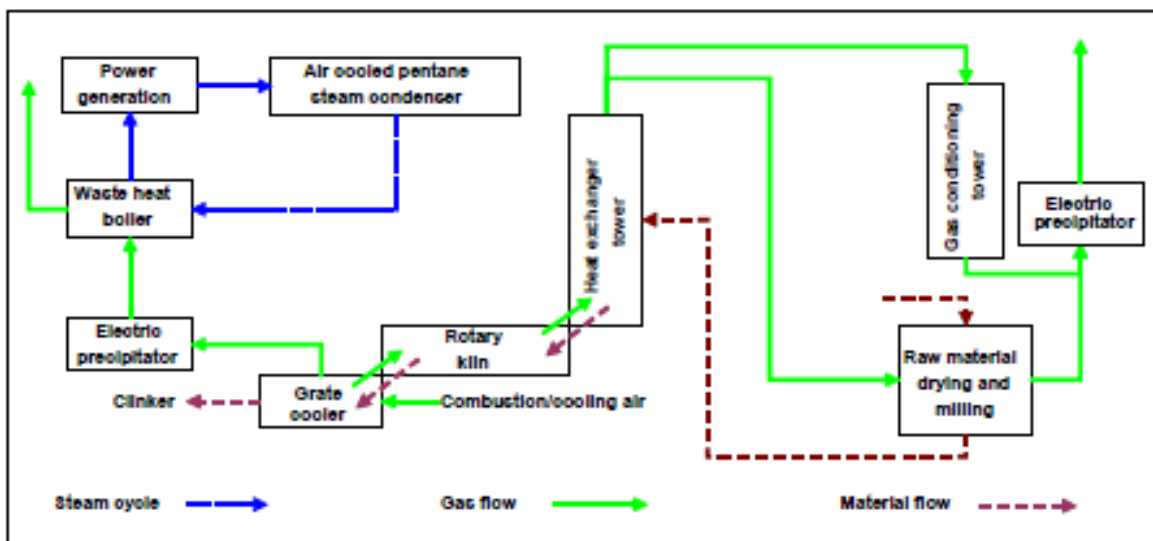 Power
generation
Air cooled pentane
steam condenser
Waste heat
boiler
Heat exchanger
tower
Gas conditioning
tower
Electric
precipitator
Electric
precipitator
Rotary
kiln
Raw material
drying and
milling
Clinker
Grate
cooler
Combustion/cooling air
Steam cycle
Gas flow
Material flow